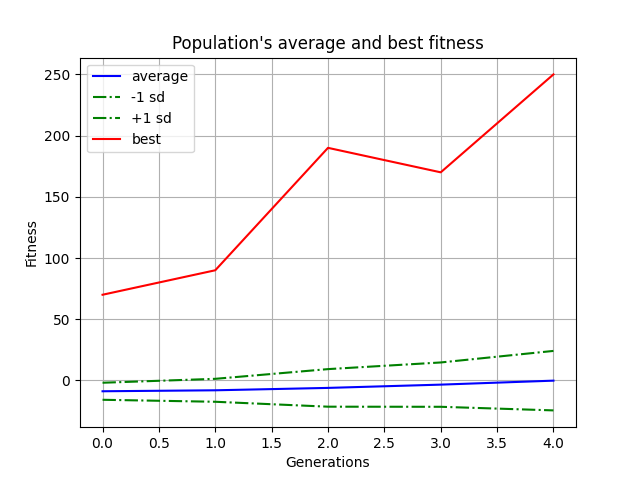 Population's average and best fitness
average
-1 sd
+1 sd
best
250
200
150
100
50
0
Fitness
0.0 0.5 1.0 1.5 2.0 2.5 3.0 3.5 4.0
Generations